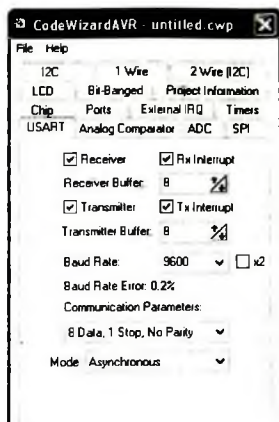 CodeWizardAVR - untitled.cwp
File Help
I2C 1 Wire 2 Wire (I2C)
LCD Bit-Banged Project Information
Chip Ports External IRQ Timers
USART Analog Comparator ADC SPI
Receiver Rx Interrupt
Receiver Buffer: 8
Transmitter Tx Interrupt
Transmitter Buffer: 8
Baud Rate: 9600 x2
Baud Rate Error: 0.2%
Communication Parameters:
8 Data, 1 Stop, No Parity
Mode Asynchronous